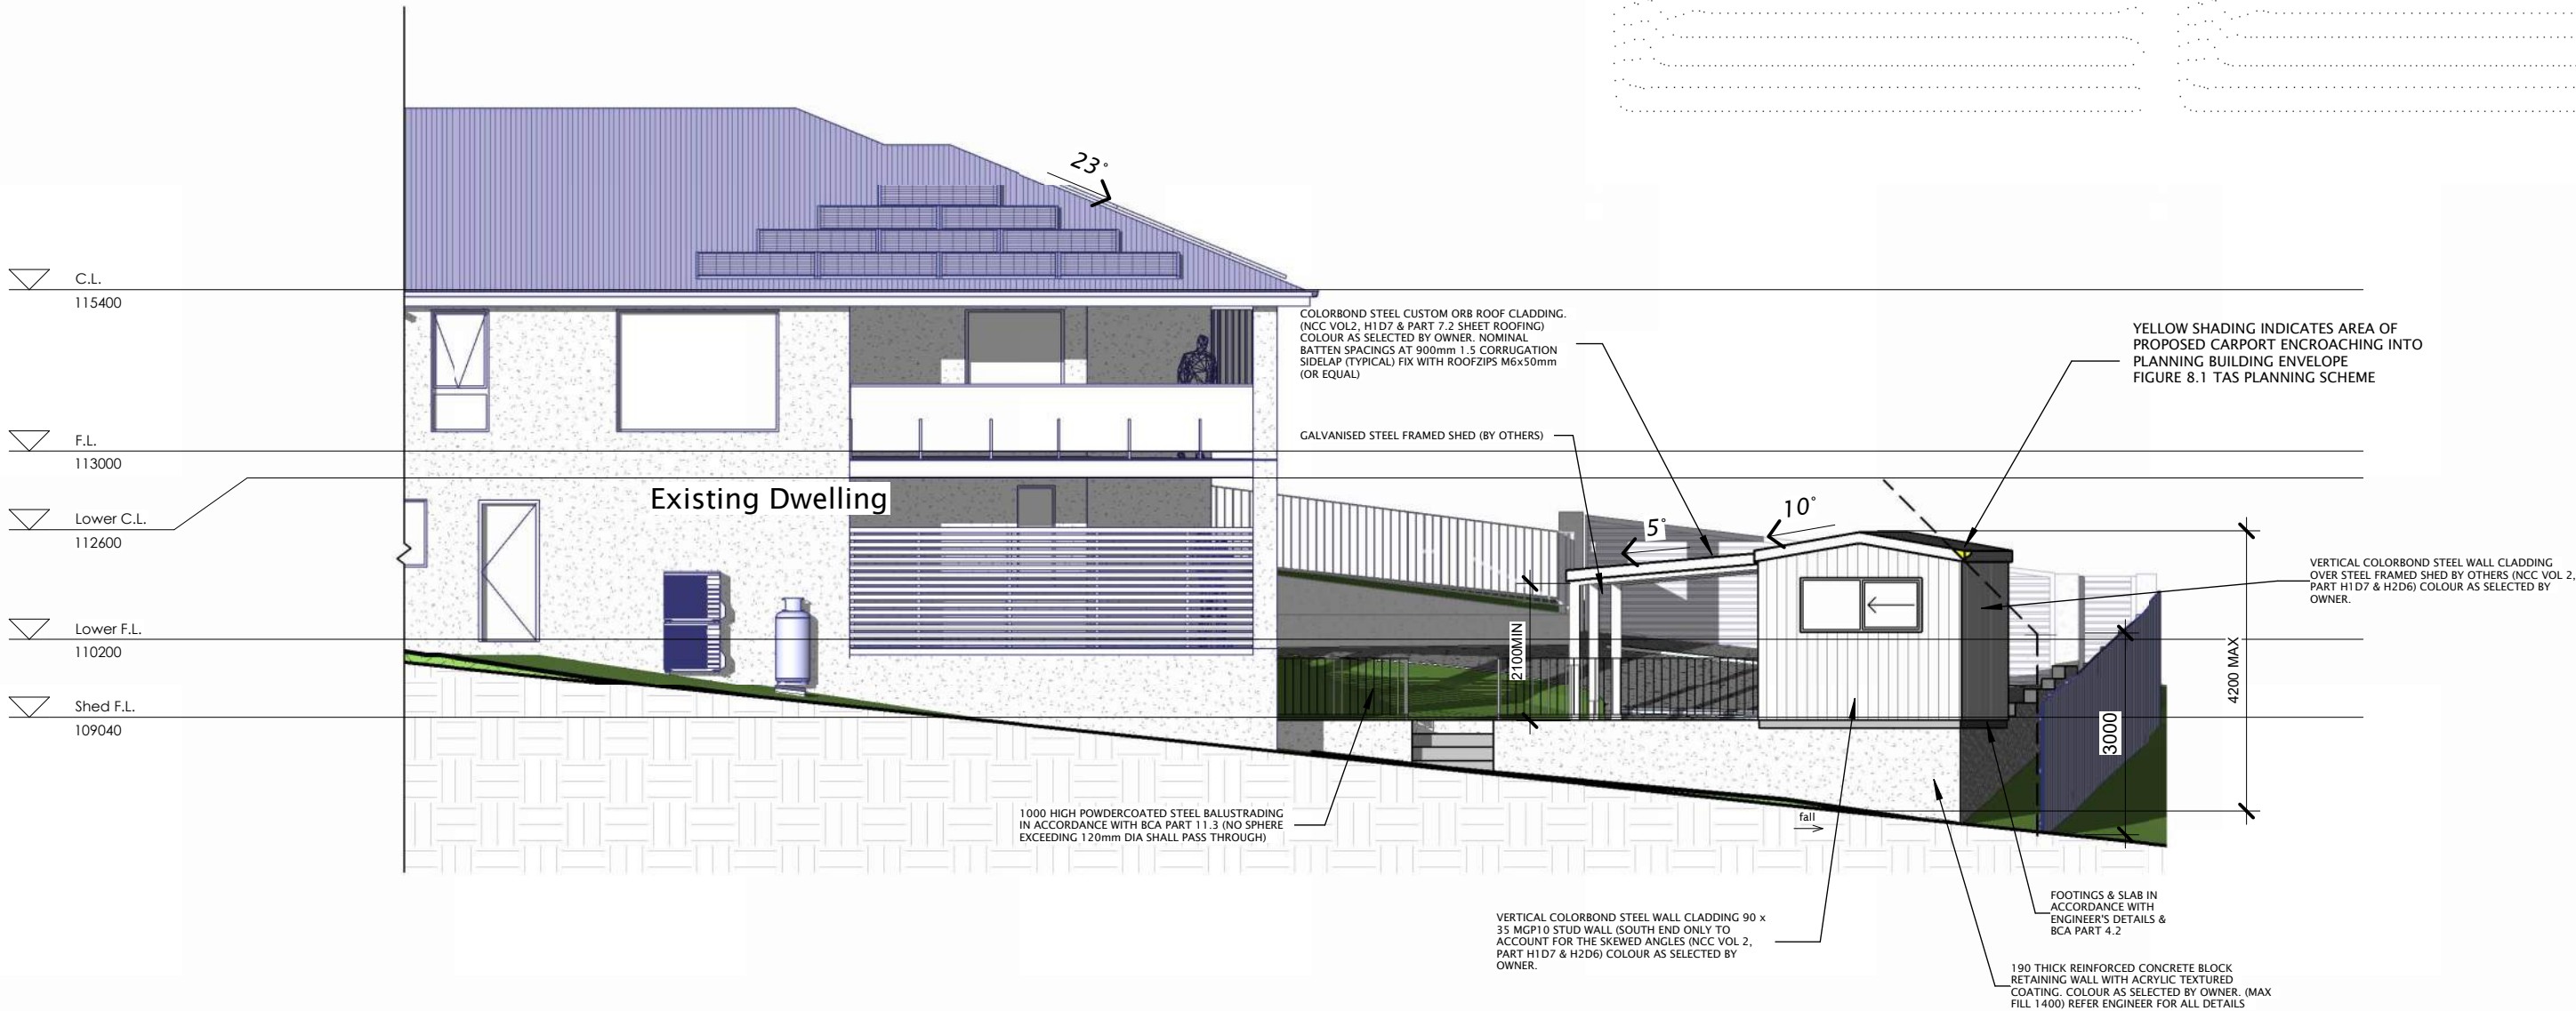 23°
C.L.
115400
F.L.
113000
Lower C.L.
112600
Lower F.L.
110200
Shed F.L.
109040
Existing Dwelling
COLORBOND STEEL CUSTOM ORB ROOF CLADDING.
(NCC VOL2, H1D7 & PART 7.2 SHEET ROOFING)
COLOUR AS SELECTED BY OWNER. NOMINAL
BATTEN SPACINGS AT 900mm 1.5 CORRUGATION
SIDELAP (TYPICAL) FIX WITH ROOFZIPS M6x50mm
(OR EQUAL)
GALVANISED STEEL FRAMED SHED (BY OTHERS)
YELLOW SHADING INDICATES AREA OF
PROPOSED CARPORT ENCROACHING INTO
PLANNING BUILDING ENVELOPE
FIGURE 8.1 TAS PLANNING SCHEME
5°
10°
VERTICAL COLORBOND STEEL WALL CLADDING
OVER STEEL FRAMED SHED BY OTHERS (NCC VOL 2,
PART H1D7 & H2D6) COLOUR AS SELECTED BY
OWNER.
2100MIN
4200 MAX
3000
1000 HIGH POWDERCOATED STEEL BALUSTRADING
IN ACCORDANCE WITH BCA PART 11.3 (NO SPHERE
EXCEEDING 120mm DIA SHALL PASS THROUGH)
fall
VERTICAL COLORBOND STEEL WALL CLADDING 90 x
35 MGP10 STUD WALL (SOUTH END ONLY TO
ACCOUNT FOR THE SKEWED ANGLES (NCC VOL 2,
PART H1D7 & H2D6) COLOUR AS SELECTED BY
OWNER.
FOOTINGS & SLAB IN
ACCORDANCE WITH
ENGINEER'S DETAILS &
BCA PART 4.2
190 THICK REINFORCED CONCRETE BLOCK
RETAINING WALL WITH ACRYLIC TEXTURED
COATING. COLOUR AS SELECTED BY OWNER. (MAX
FILL 1400) REFER ENGINEER FOR ALL DETAILS